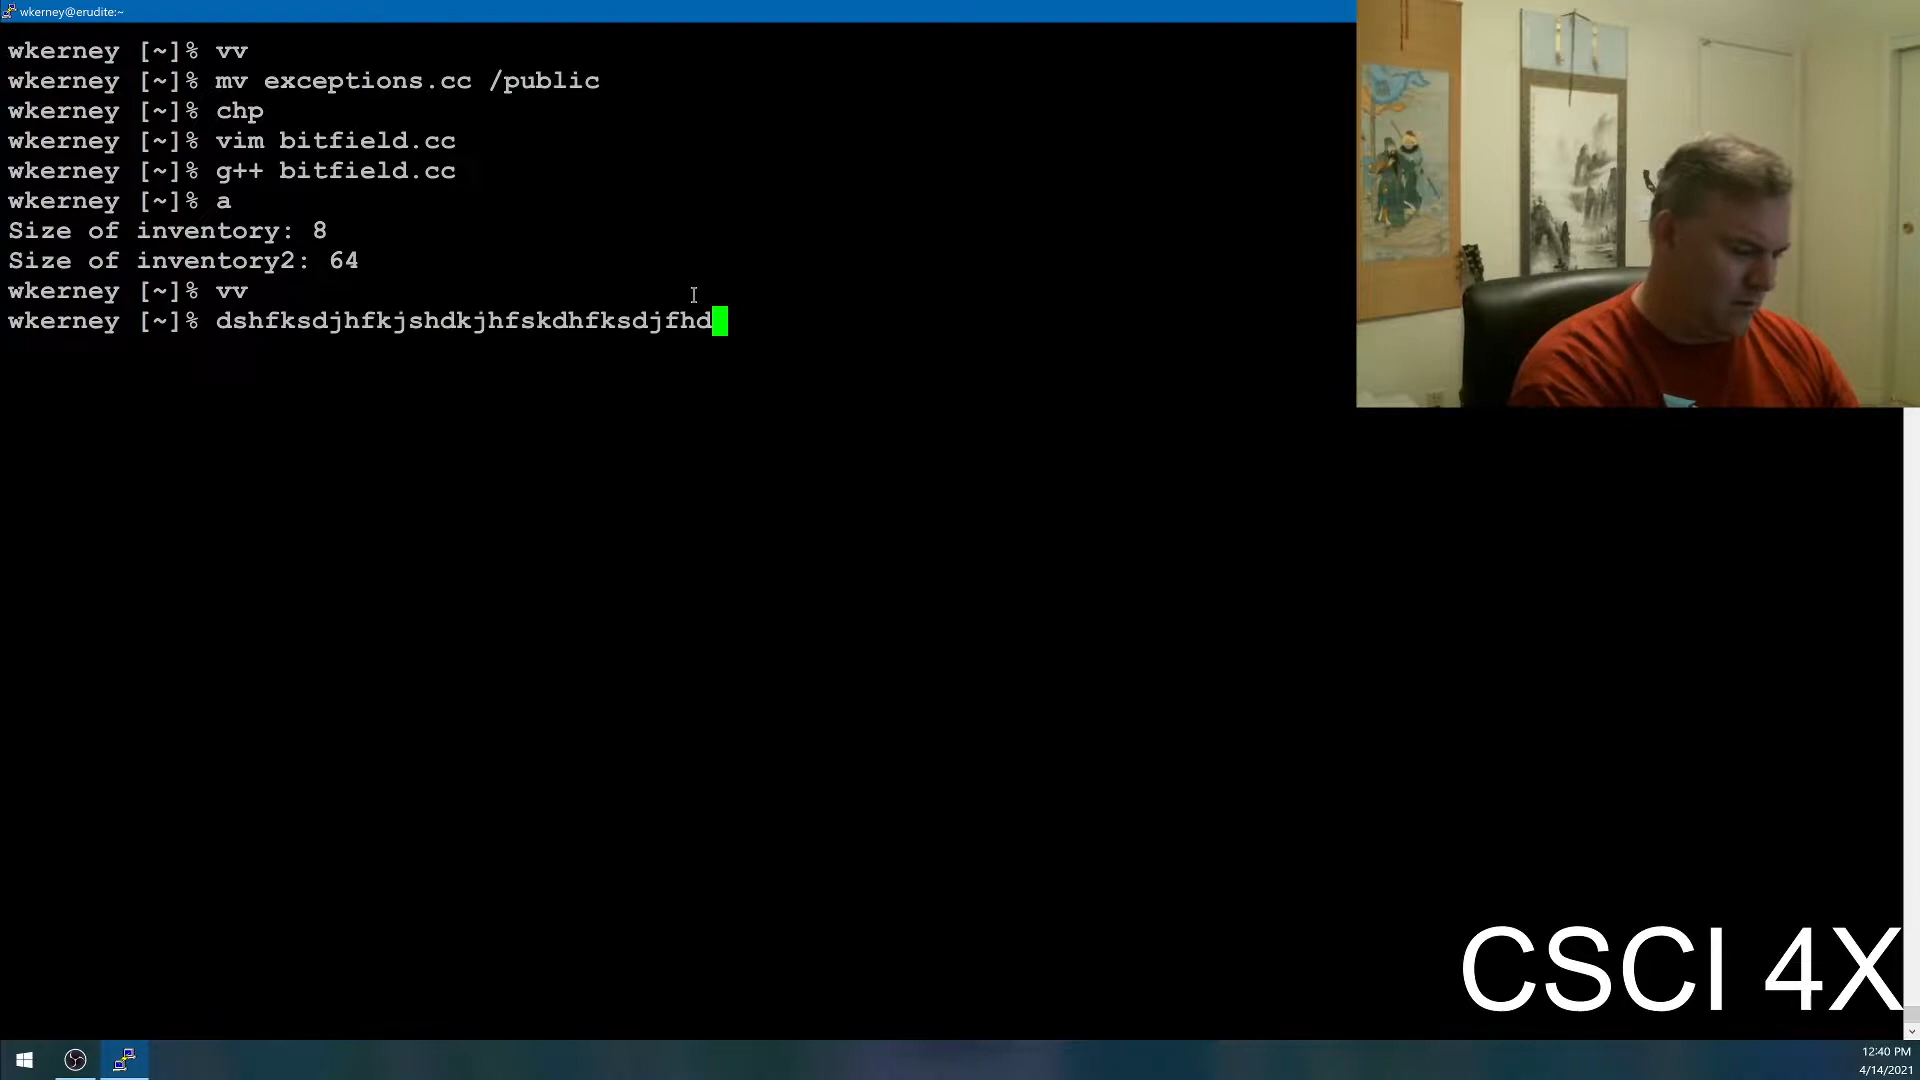 wkerney@erudite:~
wkerney [~]% vv
wkerney [~]% mv exceptions.cc /public
wkerney [~]% chp
wkerney [~]% vim bitfield.cc
wkerney [~]% g++ bitfield.cc
wkerney [~]% a
Size of inventory: 8
Size of inventory2: 64
wkerney [~]% vv
wkerney [~]% dshfksdjhfkjshdkjhfskdhfksdjfhd
CSCI 4X
12:40 PM
4/14/2021